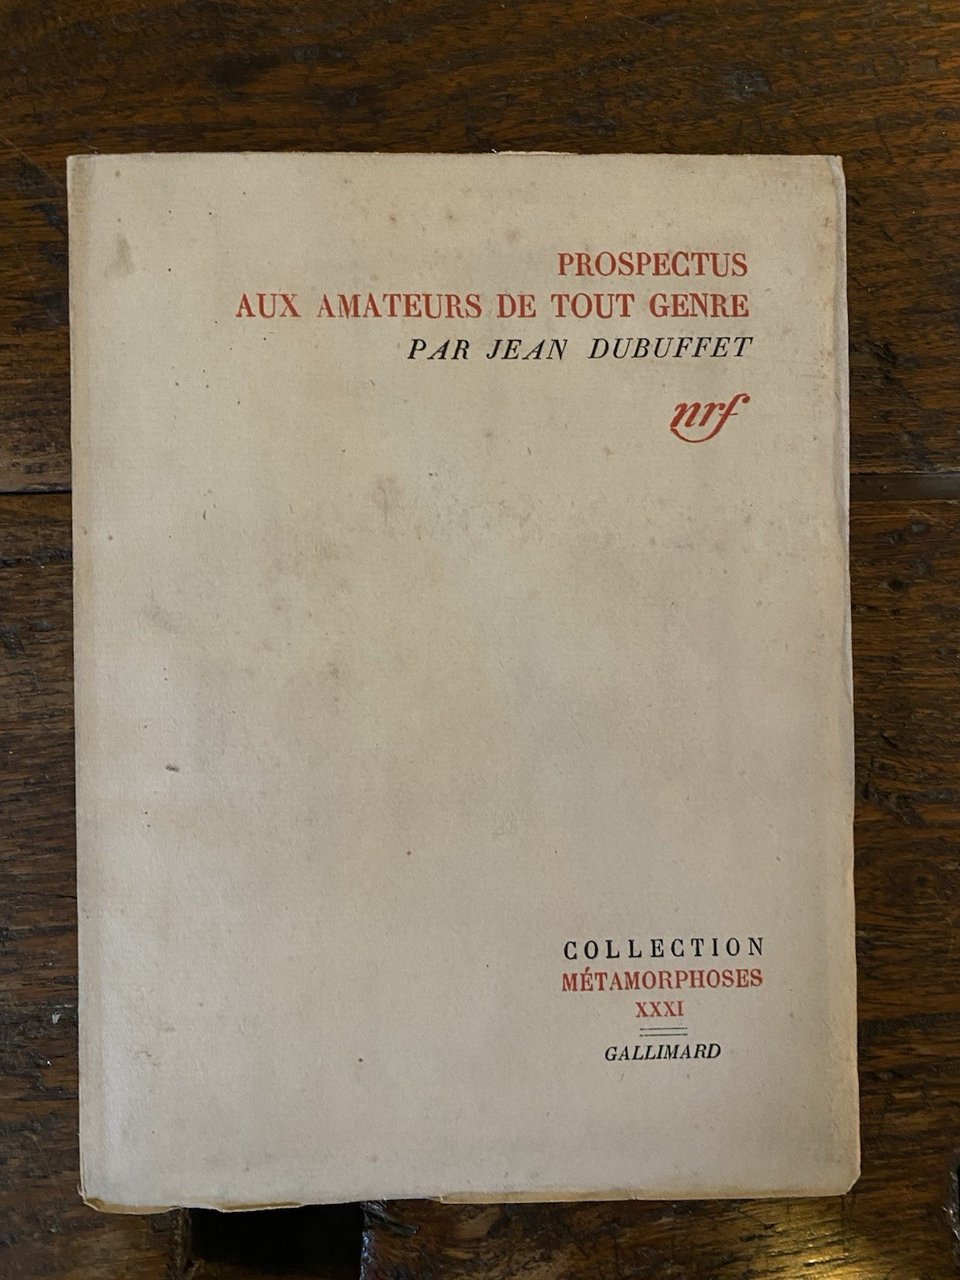 PROSPECTUS
AUX AMATEURS DE TOUT GENRE
PAR JEAN DUBUFFET
nrf
COLLECTION
MÉTAMORPHOSES
XXXI
GALLIMARD